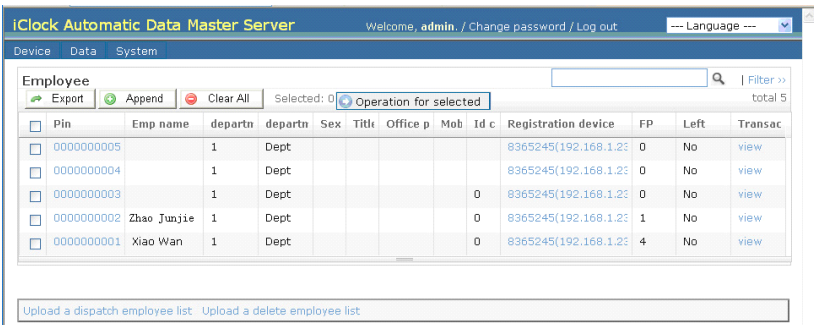 iClock Automatic Data Master Server Welcome, admin. / Change password / Log out --- Language ---
Device Data System
Employee | Filter >>
Export Append Clear All Selected: 0 Operation for selected total 5
Pin Emp name departn departn Sex Title Office p Mob Id c Registration device FP Left Transac
0000000005 1 Dept 8365245(192.168.1.23 0 No view
0000000004 1 Dept 8365245(192.168.1.23 0 No view
0000000003 1 Dept 0 8365245(192.168.1.23 0 No view
0000000002 Zhao Junjie 1 Dept 0 8365245(192.168.1.23 1 No view
0000000001 Xiao Wan 1 Dept 0 8365245(192.168.1.23 4 No view
Upload a dispatch employee list Upload a delete employee list